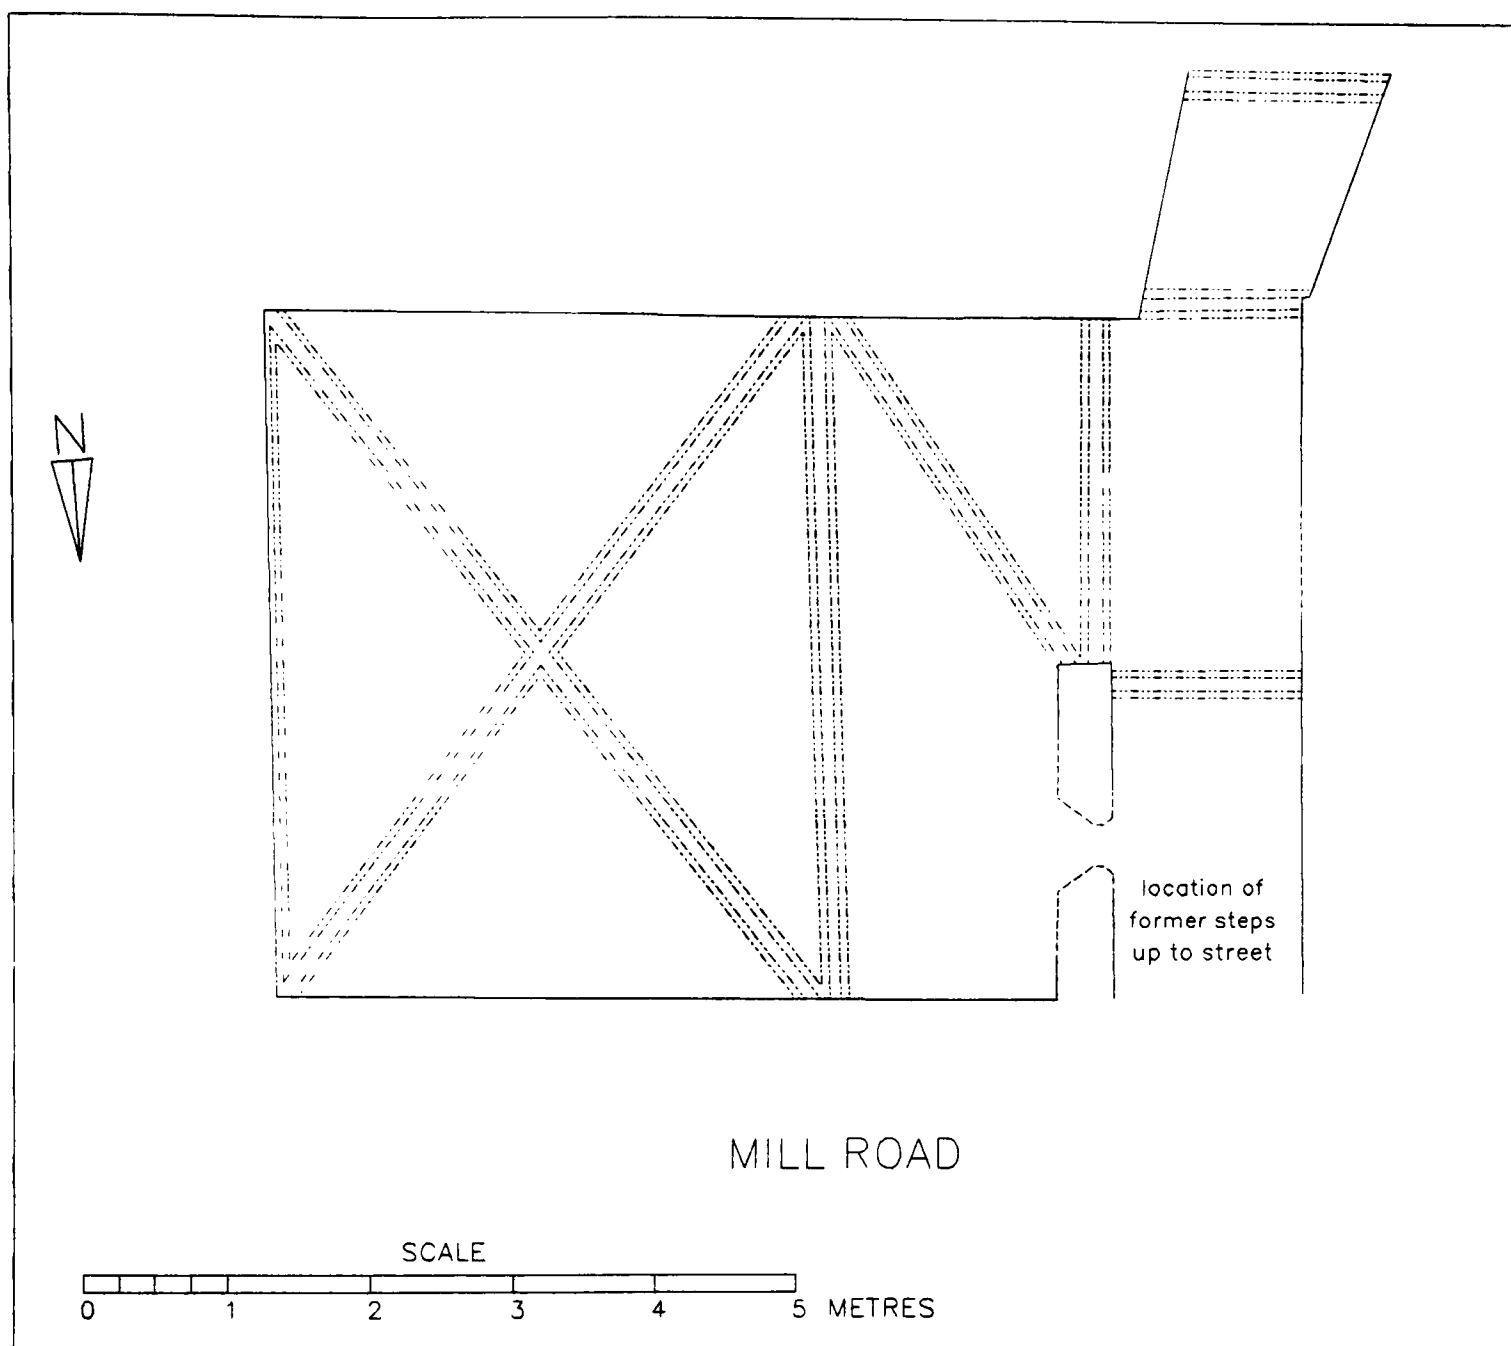 N
location of
former steps
up to street
MILL ROAD
SCALE
0 1 2 3 4 5 METRES